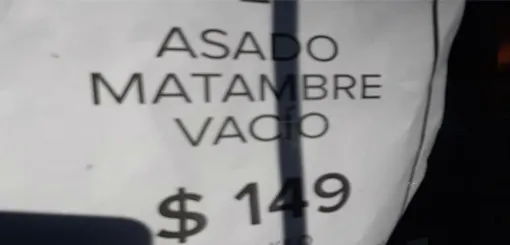 ASADO
MATAMBRE
VACÍO
$ 149